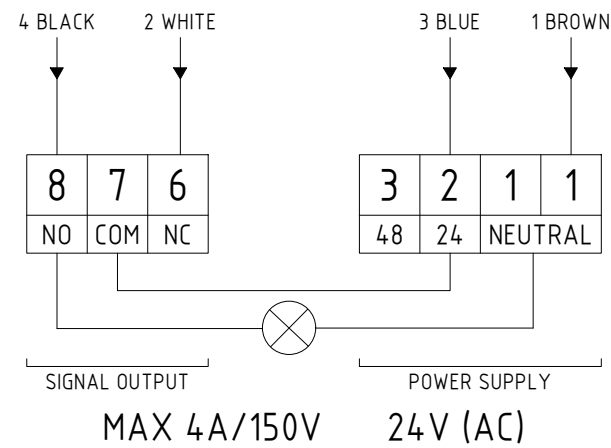 4 BLACK 2 WHITE 3 BLUE 1 BROWN
8 7 6 3 2 1 1
NO COM NC 48 24 NEUTRAL
SIGNAL OUTPUT POWER SUPPLY
MAX 4A/150V 24V (AC)